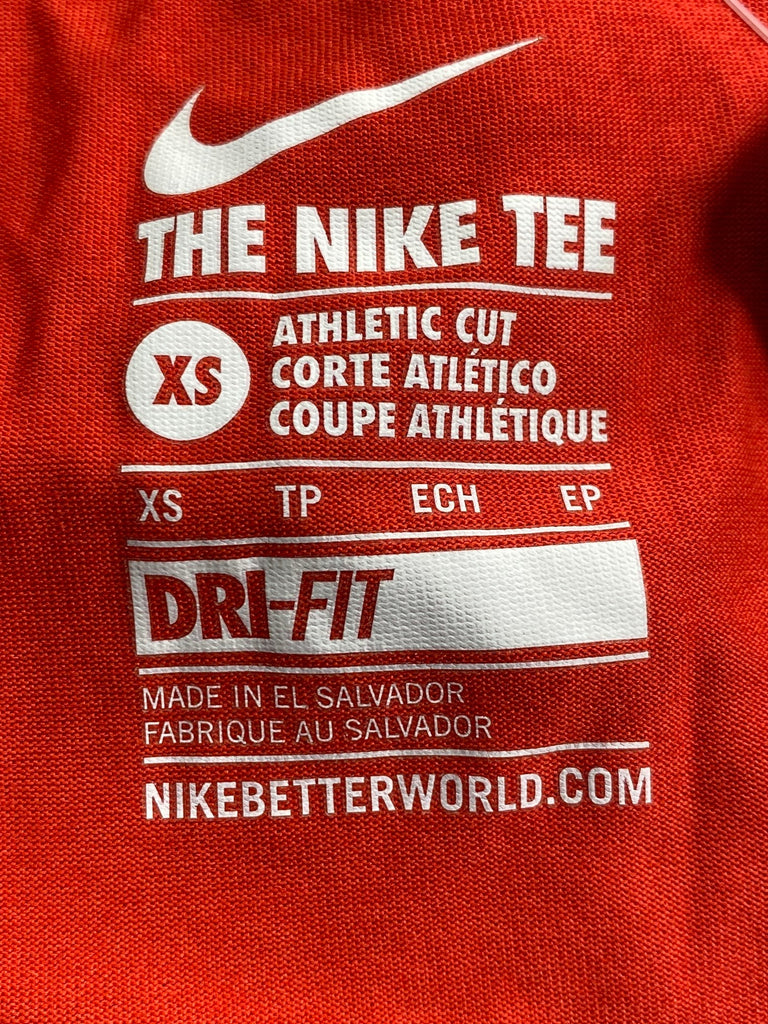 THE NIKE TEE
XS
ATHLETIC CUT
CORTE ATLÉTICO
COUPE ATHLÉTIQUE
XS TP ECH EP
DRI-FIT
MADE IN EL SALVADOR
FABRIQUE AU SALVADOR
NIKEBETTERWORLD.COM